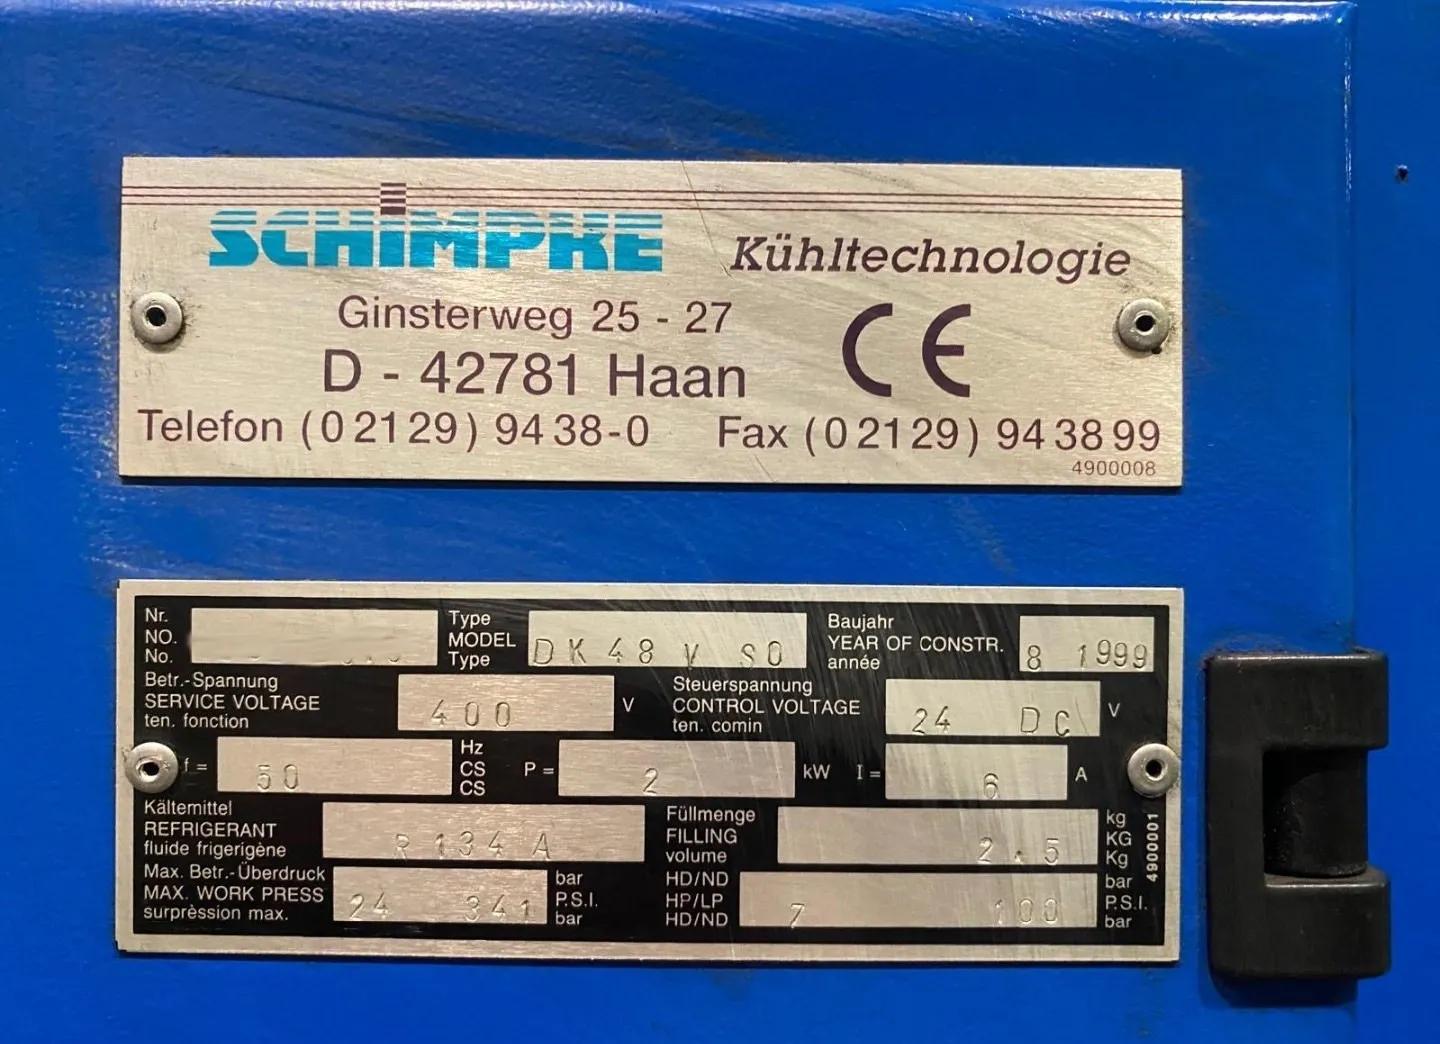 SCHIMPKE Kühltechnologie
Ginsterweg 25 - 27
CE
D - 42781 Haan
Telefon (0 21 29) 94 38-0 Fax (0 21 29) 94 38 99
4900008
Nr.
NO.
No.
Type
MODEL DK 48 V SO
Type
Baujahr
YEAR OF CONSTR. 8 1999
année
Betr.-Spannung
SERVICE VOLTAGE 400 V
ten. fonction
Steuerspannung
CONTROL VOLTAGE 24 DC V
ten. comin
f = 50 Hz
CS
CS
P = 2 kW I = 6 A
Kältemittel
REFRIGERANT R 134 A
fluide frigerigène
Füllmenge kg
FILLING 2.5 KG
volume Kg
Max. Betr.-Überdruck bar
MAX. WORK PRESS 24 341 P.S.I.
surprèssion max. bar
HD/ND bar
HP/LP 7 100 P.S.I.
HD/ND bar
4900001